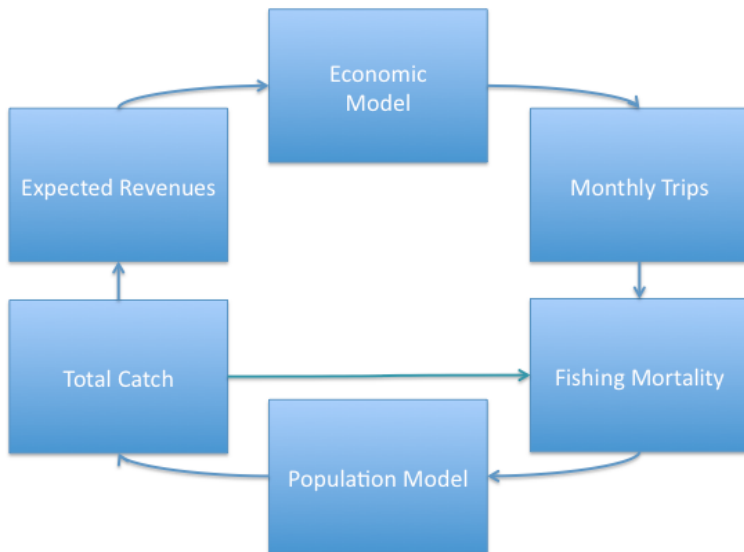 Economic
Model
Expected Revenues
Monthly Trips
Total Catch
Fishing Mortality
Population Model